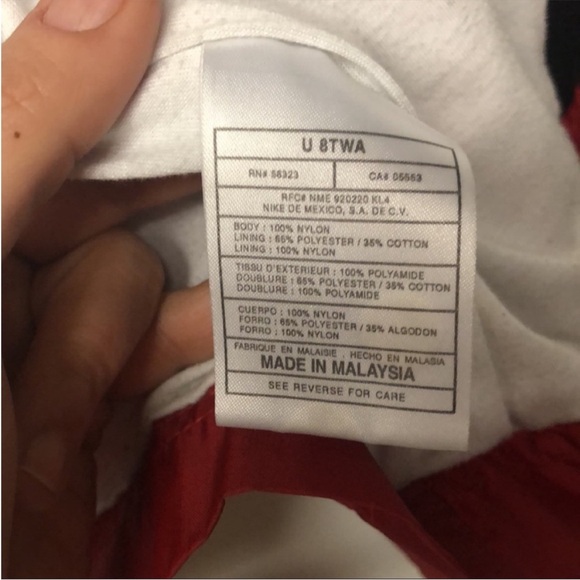 U 8TWA
RN# 56323 CA# 05553
RFC# NME 920220 KL4
NIKE DE MEXICO, S.A. DE C.V.
BODY : 100% NYLON
LINING : 65% POLYESTER / 35% COTTON
LINING : 100% NYLON
TISSU D'EXTERIEUR : 100% POLYAMIDE
DOUBLURE : 65% POLYESTER / 35% COTTON
DOUBLURE : 100% POLYAMIDE
CUERPO : 100% NYLON
FORRO : 65% POLYESTER / 35% ALGODON
FORRO : 100% NYLON
FABRIQUE EN MALAISIE . HECHO EN MALASIA
MADE IN MALAYSIA
SEE REVERSE FOR CARE